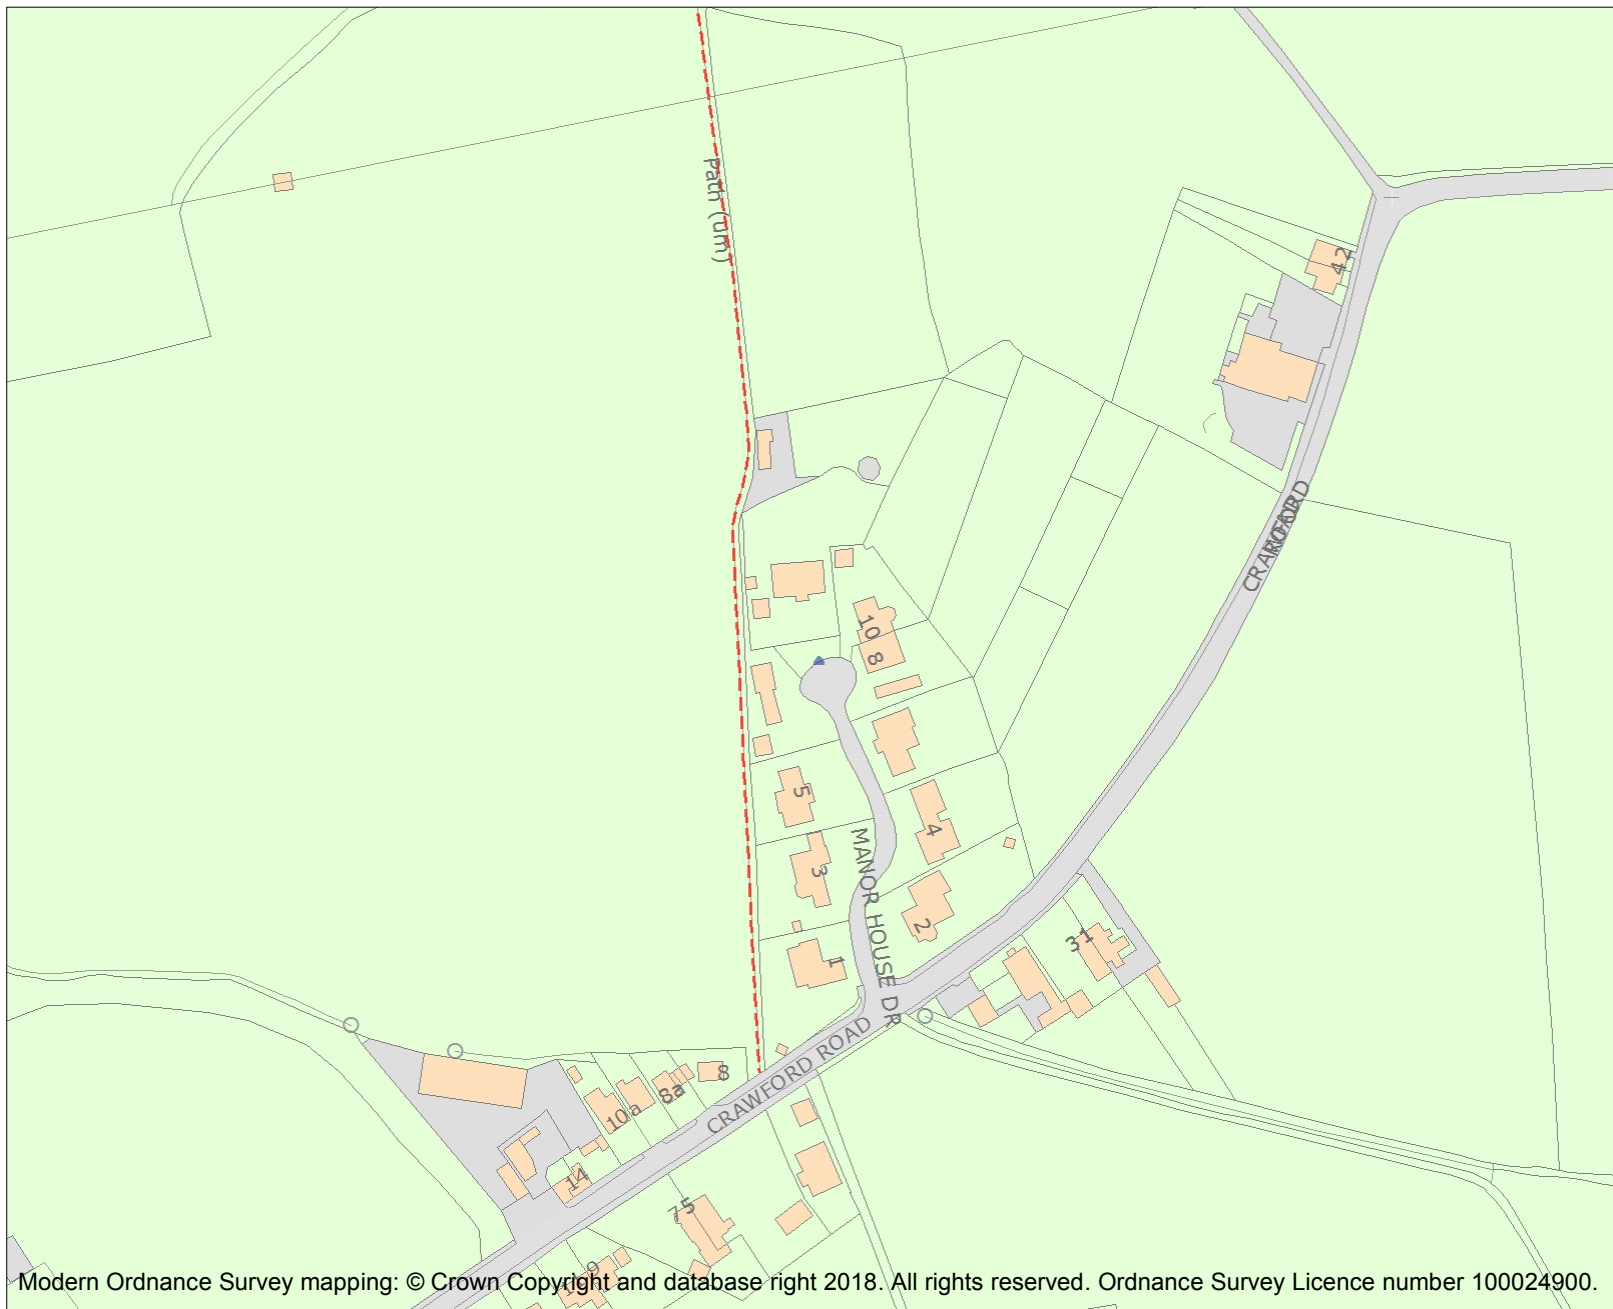 Path (um)
42
CRAWFORD
ROAD
10
8
5
4
3
MANOR HOUSE DR
2
1
31
CRAWFORD ROAD
8
8a
10a
14
75
Modern Ordnance Survey mapping: © Crown Copyright and database right 2018. All rights reserved. Ordnance Survey Licence number 100024900.